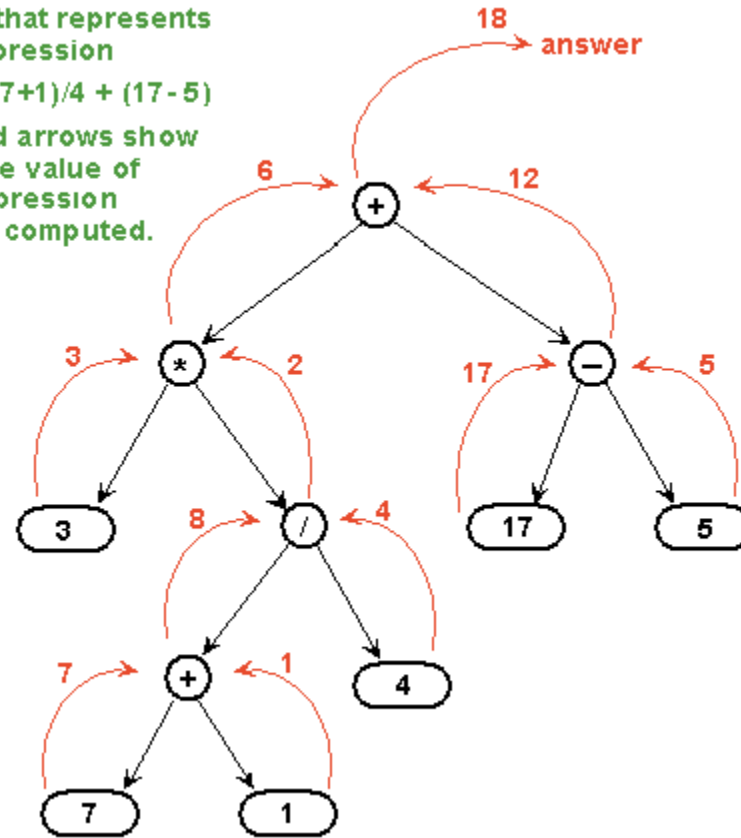 that represents
pression
7+1)/4 + (17-5)
d arrows show
e value of
pression
computed.
18
answer
6
12
+
3
2
17
5
*
–
3
8
/
4
17
5
7
+
1
4
7
1